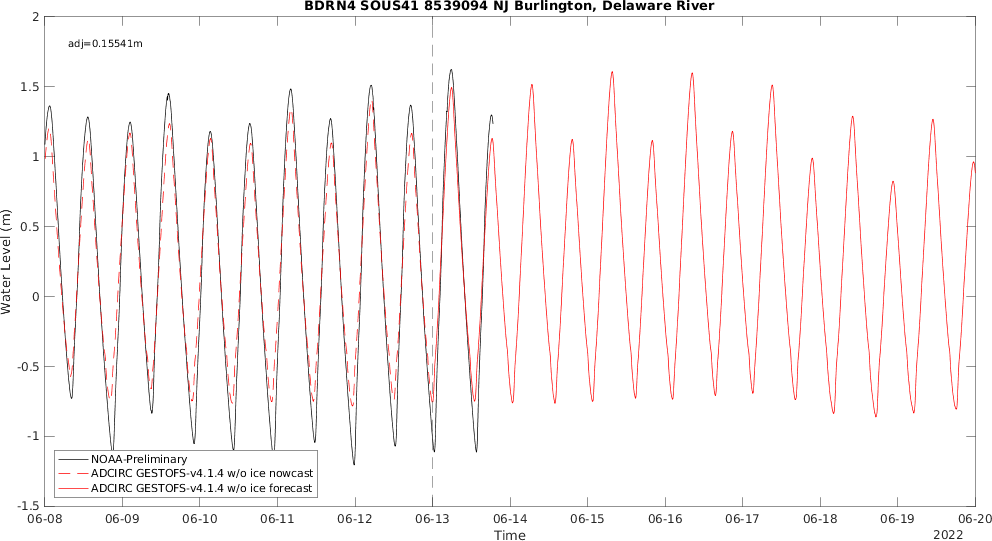 BDRN4 SOUS41 8539094 NJ Burlington, Delaware River
adj=0.15541m
2
1.5
1
0.5
0
-0.5
-1
-1.5
Water Level (m)
NOAA-Preliminary
ADCIRC GESTOFS-v4.1.4 w/o ice nowcast
ADCIRC GESTOFS-v4.1.4 w/o ice forecast
06-08 06-09 06-10 06-11 06-12 06-13 06-14 06-15 06-16 06-17 06-18 06-19 06-20
Time
2022